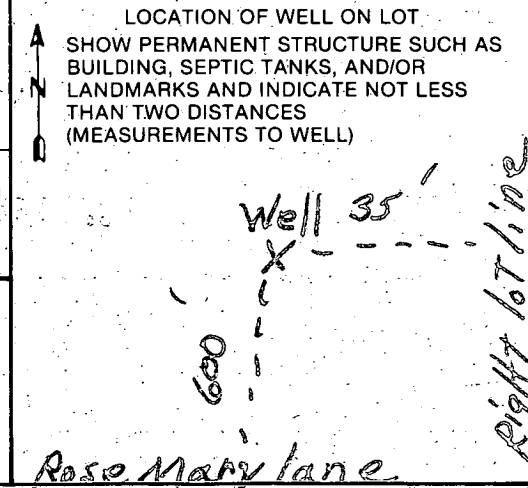 LOCATION OF WELL ON LOT
SHOW PERMANENT STRUCTURE SUCH AS
BUILDING, SEPTIC TANKS, AND/OR
N LANDMARKS AND INDICATE NOT LESS
THAN TWO DISTANCES
(MEASUREMENTS TO WELL)
Well 35'
X
600
Right lot line
Rose Mary lane